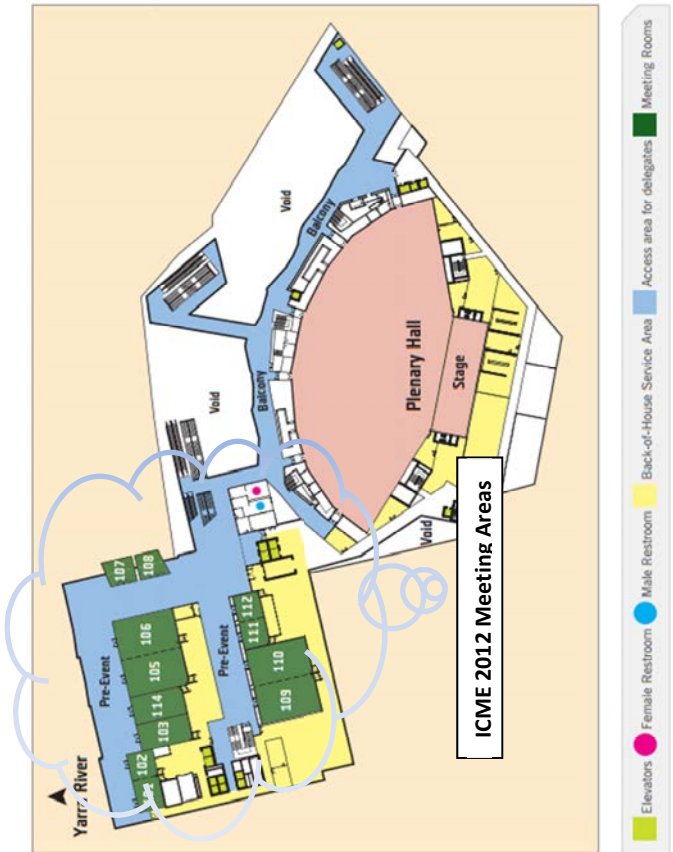 Yarra River
Pre-Event
102
103
114
105
106
107
108
Pre-Event
109
110
111
112
Void
Void
Balcony
Balcony
Plenary Hall
Stage
Void
ICME 2012 Meeting Areas
Elevators
Female Restroom
Male Restroom
Back-of-House Service Area
Access area for delegates
Meeting Rooms